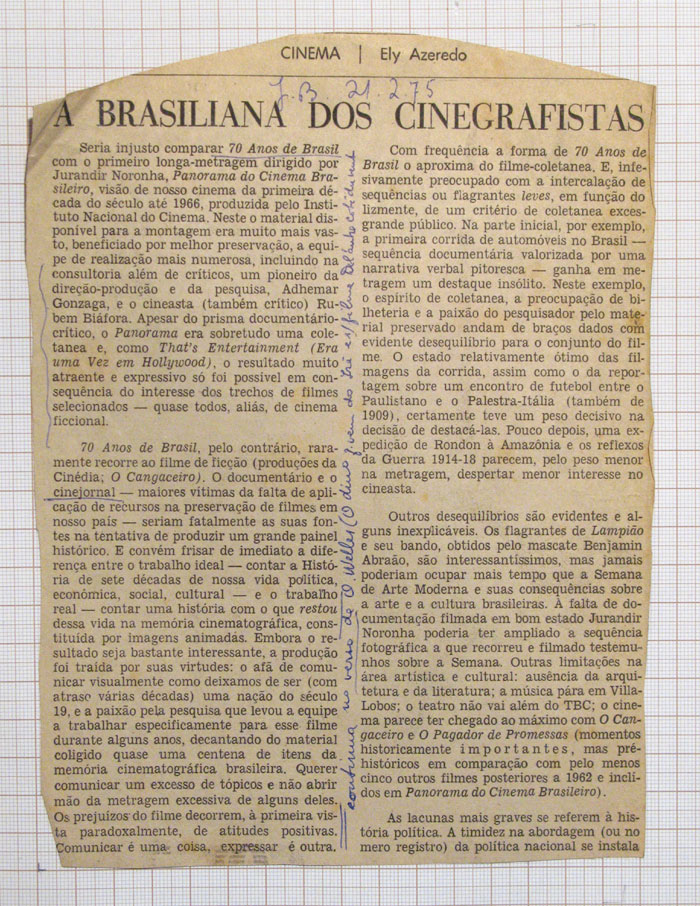 CINEMA | Ely Azeredo
J.B. 21.2.75
A BRASILIANA DOS CINEGRAFISTAS
Seria injusto comparar 70 Anos de Brasil
com o primeiro longa-metragem dirigido por
Jurandir Noronha, Panorama do Cinema Bra-
sileiro, visão de nosso cinema da primeira dé-
cada do século até 1966, produzida pelo Insti-
tuto Nacional do Cinema. Neste o material dis-
ponível para a montagem era muito mais vas-
to, beneficiado por melhor preservação, a equi-
pe de realização mais numerosa, incluindo na
consultoria além de críticos, um pioneiro da
direção-produção e da pesquisa, Adhemar
Gonzaga, e o cineasta (também crítico) Ru-
bem Biáfora. Apesar do prisma documentário-
crítico, o Panorama era sobretudo uma cole-
tanea e, como That's Entertainment (Era
uma Vez em Hollywood), o resultado muito
atraente e expressivo só foi possível em con-
sequência do interesse dos trechos de filmes
selecionados — quase todos, aliás, de cinema
ficcional.
70 Anos de Brasil, pelo contrário, rara-
mente recorre ao filme de ficção (produções da
Cinédia; O Cangaceiro). O documentário e o
cinejornal — maiores vítimas da falta de apli-
cação de recursos na preservação de filmes em
nosso país — seriam fatalmente as suas fon-
tes na tentativa de produzir um grande painel
histórico. E convém frisar de imediato a dife-
rença entre o trabalho ideal — contar a Histó-
ria de sete décadas de nossa vida política,
econômica, social, cultural — e o trabalho
real — contar uma história com o que restou
dessa vida na memória cinematográfica, cons-
tituída por imagens animadas. Embora o re-
sultado seja bastante interessante, a produção
foi traída por suas virtudes: o afã de comu-
nicar visualmente como deixamos de ser (com
atraso várias décadas) uma nação do século
19, e a paixão pela pesquisa que levou a equipe
a trabalhar especificamente para esse filme
durante alguns anos, decantando do material
coligido quase uma centena de itens da
memória cinematográfica brasileira. Querer
comunicar um excesso de tópicos e não abrir
mão da metragem excessiva de alguns deles.
Os prejuízos do filme decorrem, à primeira vis-
ta paradoxalmente, de atitudes positivas.
Comunicar é uma coisa, expressar é outra.
continua no verso de O. Welles
Com frequência a forma de 70 Anos de
Brasil o aproxima do filme-coletanea. E, infe-
sivamente preocupado com a intercalação de
sequências ou flagrantes leves, em função do
lizmente, de um critério de coletanea exces-
grande público. Na parte inicial, por exemplo,
a primeira corrida de automóveis no Brasil —
sequência documentária valorizada por uma
narrativa verbal pitoresca — ganha em me-
tragem um destaque insólito. Neste exemplo,
o espírito de coletanea, a preocupação de bi-
lheteria e a paixão do pesquisador pelo mate-
rial preservado andam de braços dados com
evidente desequilíbrio para o conjunto do fil-
me. O estado relativamente ótimo das fil-
magens da corrida, assim como o da repor-
tagem sobre um encontro de futebol entre o
Paulistano e o Palestra-Itália (também de
1909), certamente teve um peso decisivo na
decisão de destacá-las. Pouco depois, uma ex-
pedição de Rondon à Amazônia e os reflexos
da Guerra 1914-18 parecem, pelo peso menor
na metragem, despertar menor interesse no
cineasta.
Outros desequilíbrios são evidentes e al-
guns inexplicáveis. Os flagrantes de Lampião
e seu bando, obtidos pelo mascate Benjamin
Abraão, são interessantíssimos, mas jamais
poderiam ocupar mais tempo que a Semana
de Arte Moderna e suas consequências sobre
a arte e a cultura brasileiras. À falta de do-
cumentação filmada em bom estado Jurandir
Noronha poderia ter ampliado a sequência
fotográfica a que recorreu e filmado testemu-
nhos sobre a Semana. Outras limitações na
área artística e cultural: ausência da arqui-
tetura e da literatura; a música pára em Villa-
Lobos; o teatro não vai além do TBC; o cine-
ma parece ter chegado ao máximo com O Can-
gaceiro e O Pagador de Promessas (momentos
historicamente importantes, mas pré-
históricos em comparação com pelo menos
cinco outros filmes posteriores a 1962 e inclí-
dos em Panorama do Cinema Brasileiro).
As lacunas mais graves se referem à his-
tória política. A timidez na abordagem (ou no
mero registro) da política nacional se instala